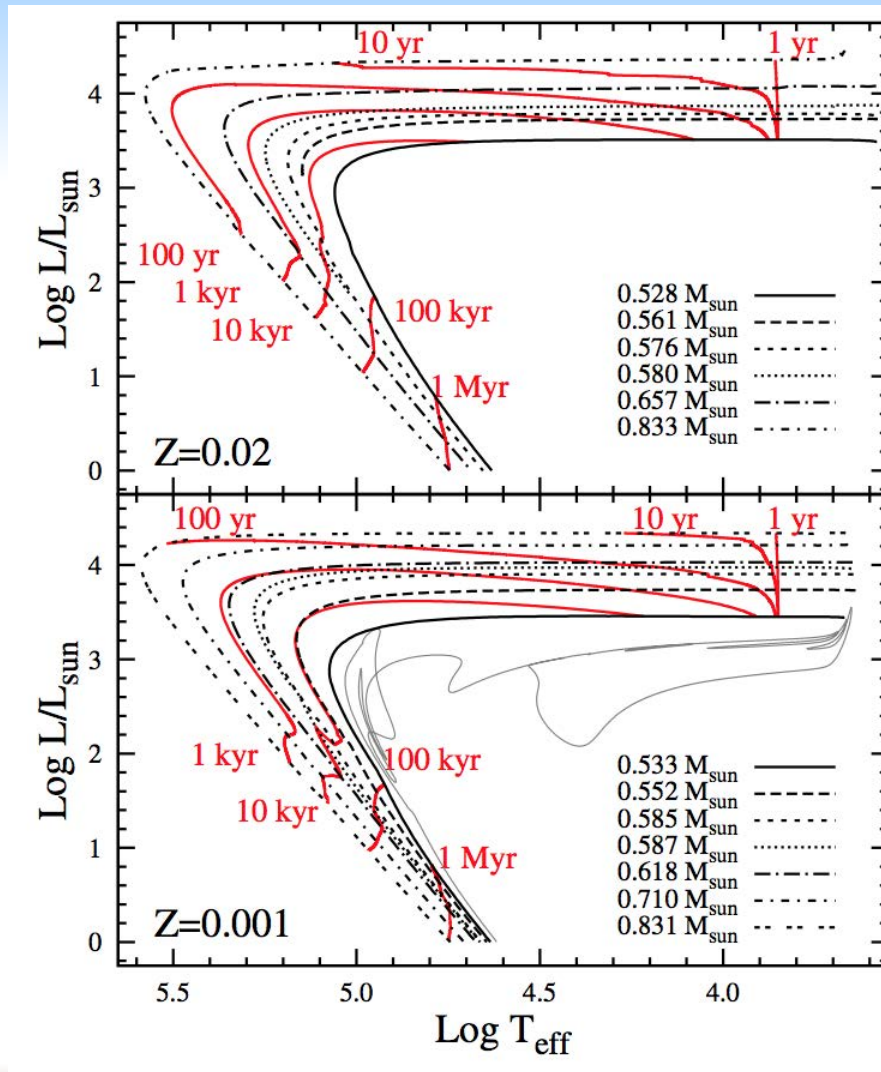 10 yr 1 yr
4
3
100 yr
1 kyr
2
10 kyr
100 kyr
1
1 Myr
0
Log L/L_sun
0.528 M_sun
0.561 M_sun
0.576 M_sun
0.580 M_sun
0.657 M_sun
0.833 M_sun
Z=0.02
100 yr 10 yr 1 yr
4
3
2
1 kyr
100 kyr
10 kyr
1
1 Myr
0
Log L/L_sun
0.533 M_sun
0.552 M_sun
0.585 M_sun
0.587 M_sun
0.618 M_sun
0.710 M_sun
0.831 M_sun
Z=0.001
5.5 5.0 4.5 4.0
Log T_eff